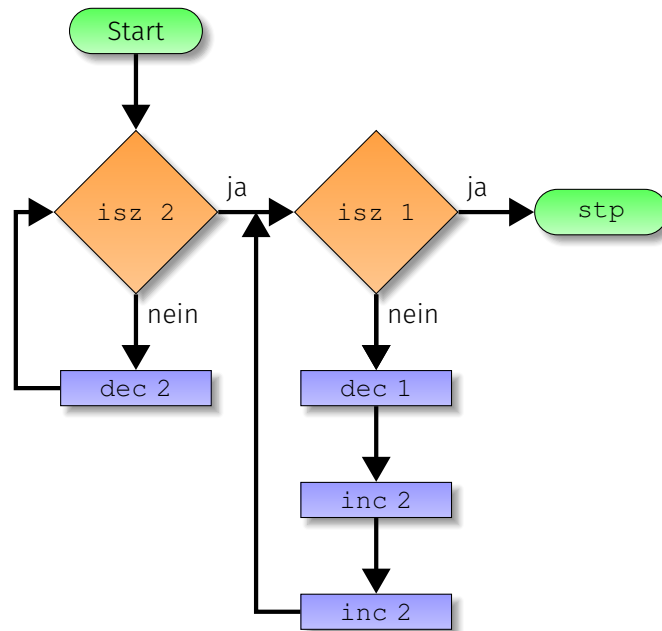 Start
isz 2
ja
nein
dec 2
isz 1
ja
nein
dec 1
inc 2
inc 2
stp